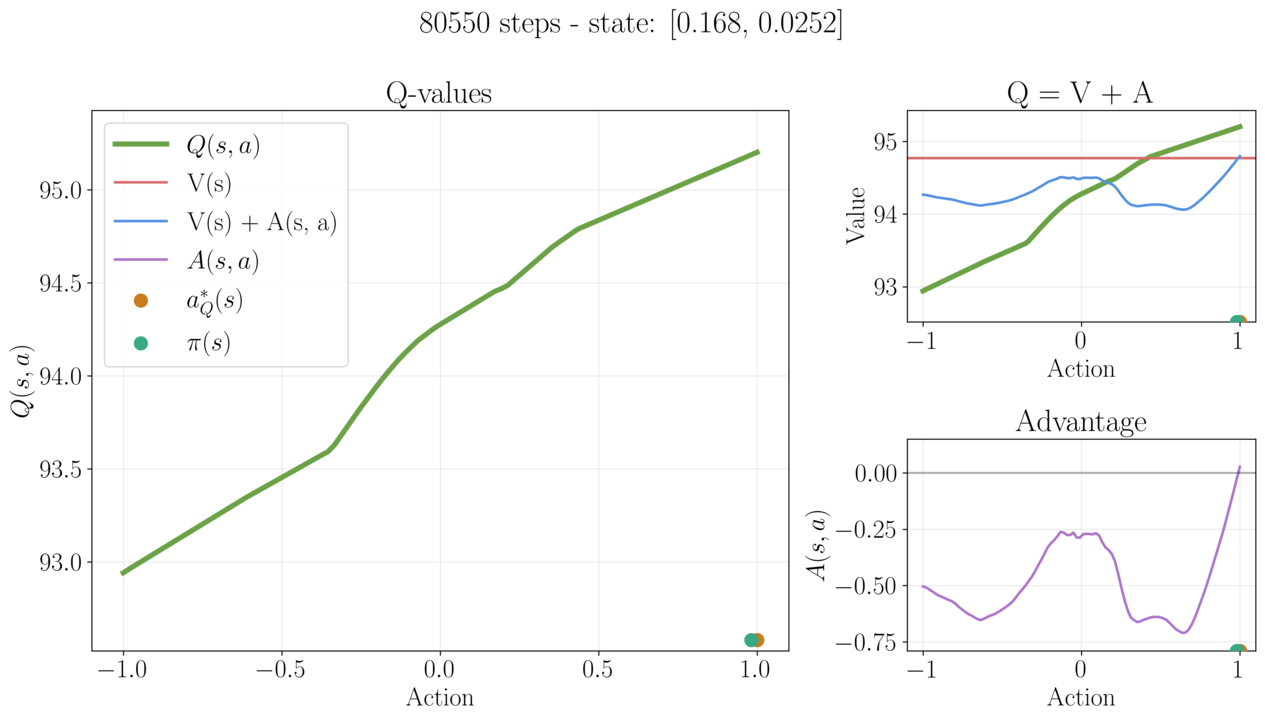 80550 steps - state: [0.168, 0.0252]
Q-values
Q(s, a)
V(s)
V(s) + A(s, a)
A(s, a)
a*Q(s)
π(s)
Q(s, a)
95.0
94.5
94.0
93.5
93.0
−1.0 −0.5 0.0 0.5 1.0
Action
Q = V + A
Value
95
94
93
−1 0 1
Action
Advantage
A(s, a)
0.00
−0.25
−0.50
−0.75
−1 0 1
Action